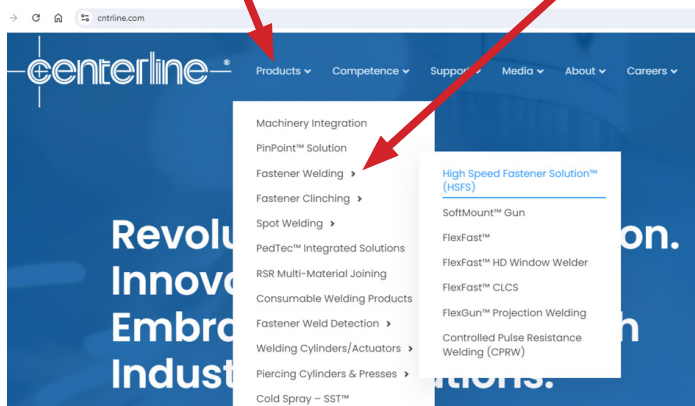 cntrline.com
centerline
Products Competence Support Media About Careers
Machinery Integration
PinPoint™ Solution
Fastener Welding
Fastener Clinching
Spot Welding
PedTec™ Integrated Solutions
RSR Multi-Material Joining
Consumable Welding Products
Fastener Weld Detection
Welding Cylinders/Actuators
Piercing Cylinders & Presses
Cold Spray – SST™
High Speed Fastener Solution™
(HSFS)
SoftMount™ Gun
FlexFast™
FlexFast™ HD Window Welder
FlexFast™ CLCS
FlexGun™ Projection Welding
Controlled Pulse Resistance
Welding (CPRW)
Revolu on.
Innov
Embra h
Indust